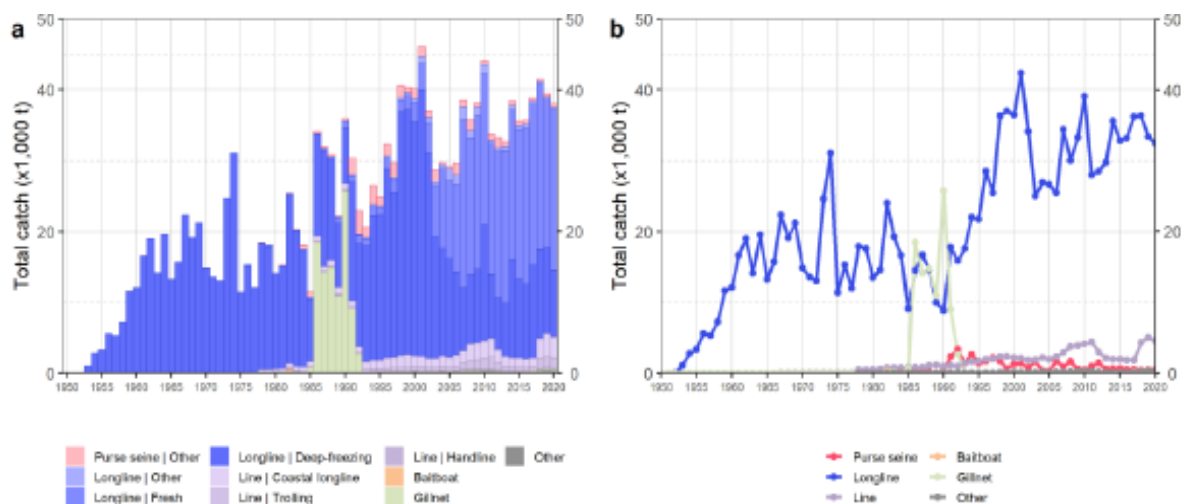 a
b
50
40
20
0
Total catch (x1,000 t)
1950 1955 1960 1965 1970 1975 1980 1985 1990 1995 2000 2005 2010 2015 2020
50
40
20
0
50
40
20
0
Total catch (x1,000 t)
1950 1955 1960 1965 1970 1975 1980 1985 1990 1995 2000 2005 2010 2015 2020
50
40
20
0
Purse seine | Other
Longline | Other
Longline | Fresh
Longline | Deep-freezing
Line | Coastal longline
Line | Trolling
Line | Handline
Baitboat
Gillnet
Other
Purse seine
Longline
Line
Baitboat
Gillnet
Other